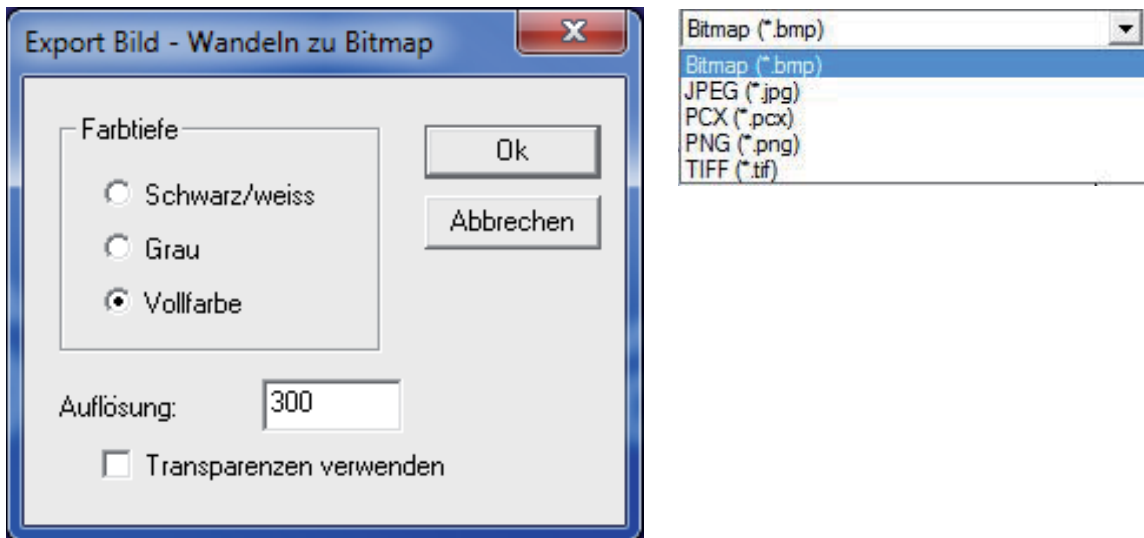 Export Bild - Wandeln zu Bitmap
Farbtiefe
Schwarz/weiss
Grau
Vollfarbe
Ok
Abbrechen
Auflösung: 300
Transparenzen verwenden
Bitmap (*.bmp)
Bitmap (*.bmp)
JPEG (*.jpg)
PCX (*.pcx)
PNG (*.png)
TIFF (*.tif)